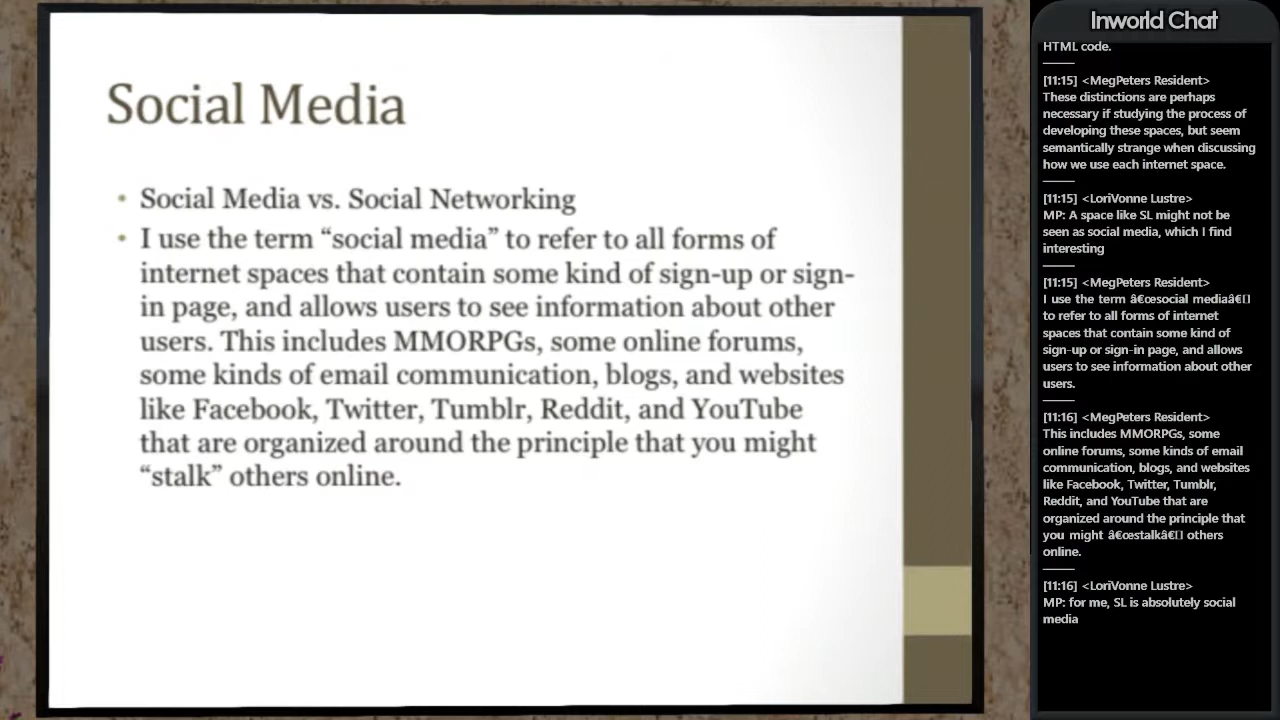 Social Media
• Social Media vs. Social Networking
• I use the term “social media” to refer to all forms of
internet spaces that contain some kind of sign-up or sign-
in page, and allows users to see information about other
users. This includes MMORPGs, some online forums,
some kinds of email communication, blogs, and websites
like Facebook, Twitter, Tumblr, Reddit, and YouTube
that are organized around the principle that you might
“stalk” others online.
Inworld Chat
HTML code.
[11:15] <MegPeters Resident>
These distinctions are perhaps
necessary if studying the process of
developing these spaces, but seem
semantically strange when discussing
how we use each internet space.
[11:15] <LoriVonne Lustre>
MP: A space like SL might not be
seen as social media, which I find
interesting
[11:15] <MegPeters Resident>
I use the term “social mediaâ€▯
to refer to all forms of internet
spaces that contain some kind of
sign-up or sign-in page, and allows
users to see information about other
users.
[11:16] <MegPeters Resident>
This includes MMORPGs, some
online forums, some kinds of email
communication, blogs, and websites
like Facebook, Twitter, Tumblr,
Reddit, and YouTube that are
organized around the principle that
you might “stalkâ€▯ others
online.
[11:16] <LoriVonne Lustre>
MP: for me, SL is absolutely social
media